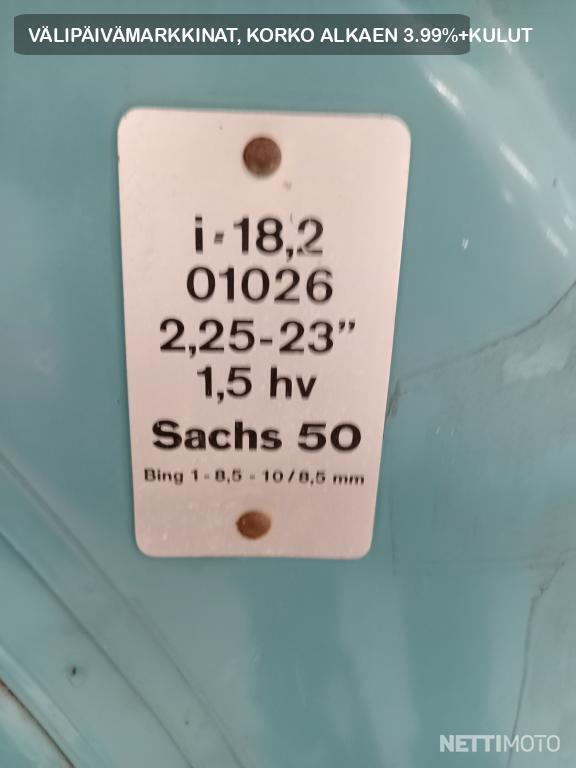 VÄLIPÄIVÄMARKKINAT, KORKO ALKAEN 3.99%+KULUT
i-18,2
01026
2,25-23"
1,5 hv
Sachs 50
Bing 1-8,5 - 10/8,5 mm
NETTIMOTO